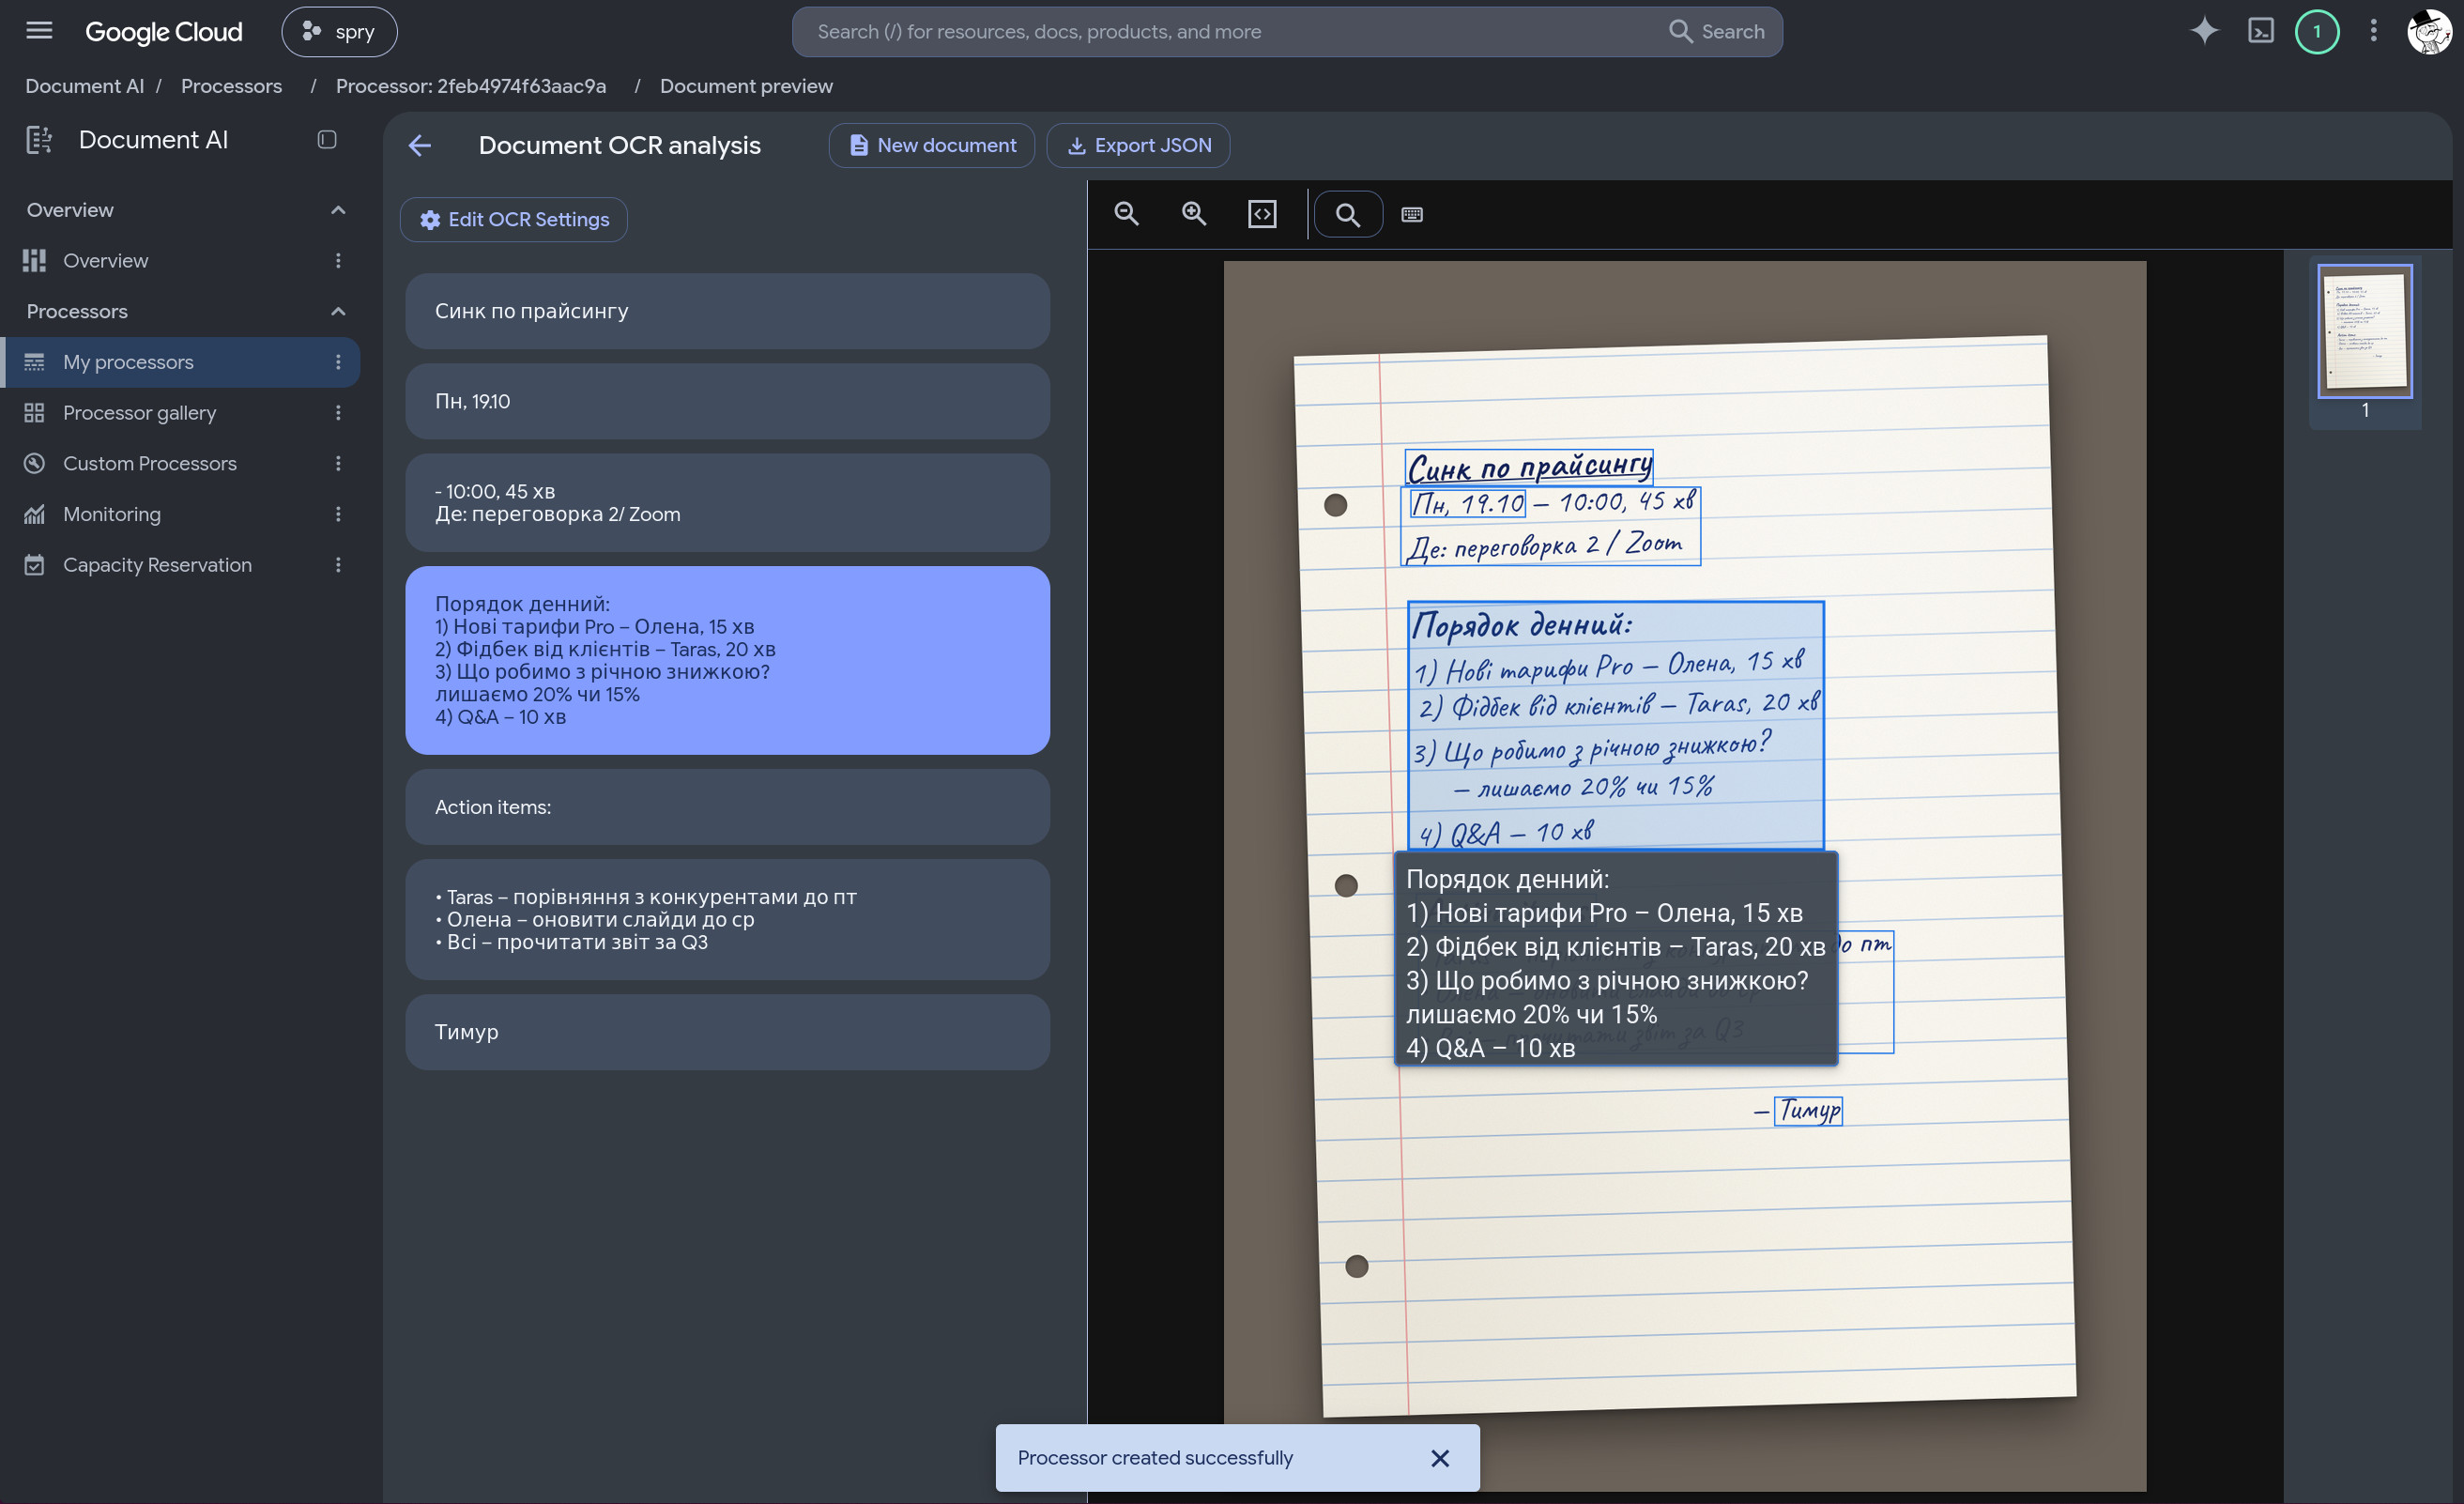 Google Cloud
spry
Search (/) for resources, docs, products, and more
Search
1
Document AI / Processors / Processor: 2feb4974f63aac9a / Document preview
Document AI
Overview
Overview
Processors
My processors
Processor gallery
Custom Processors
Monitoring
Capacity Reservation
Document OCR analysis
New document
Export JSON
Edit OCR Settings
Синк по прайсингу
Пн, 19.10
- 10:00, 45 хв
Де: переговорка 2/ Zoom
Порядок денний:
1) Нові тарифи Pro – Олена, 15 хв
2) Фідбек від клієнтів – Taras, 20 хв
3) Що робимо з річною знижкою?
лишаємо 20% чи 15%
4) Q&A – 10 хв
Action items:
• Taras – порівняння з конкурентами до пт
• Олена – оновити слайди до ср
• Всі – прочитати звіт за Q3
Тимур
Синк по прайсингу
Пн, 19.10 — 10:00, 45 хв
Де: переговорка 2 / Zoom
Порядок денний:
1) Нові тарифи Pro — Олена, 15 хв
2) Фідбек від клієнтів — Taras, 20 хв
3) Що робимо з річною знижкою?
— лишаємо 20% чи 15%
4) Q&A — 10 хв
Порядок денний:
1) Нові тарифи Pro – Олена, 15 хв
2) Фідбек від клієнтів – Taras, 20 хв
3) Що робимо з річною знижкою?
лишаємо 20% чи 15%
4) Q&A – 10 хв
до пт
— Тимур
1
Processor created successfully